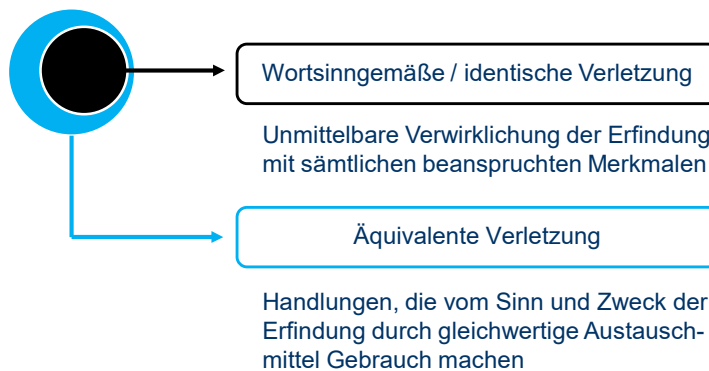 Wortsinngemäße / identische Verletzung
Unmittelbare Verwirklichung der Erfindung
mit sämtlichen beanspruchten Merkmalen
Äquivalente Verletzung
Handlungen, die vom Sinn und Zweck der
Erfindung durch gleichwertige Austausch-
mittel Gebrauch machen